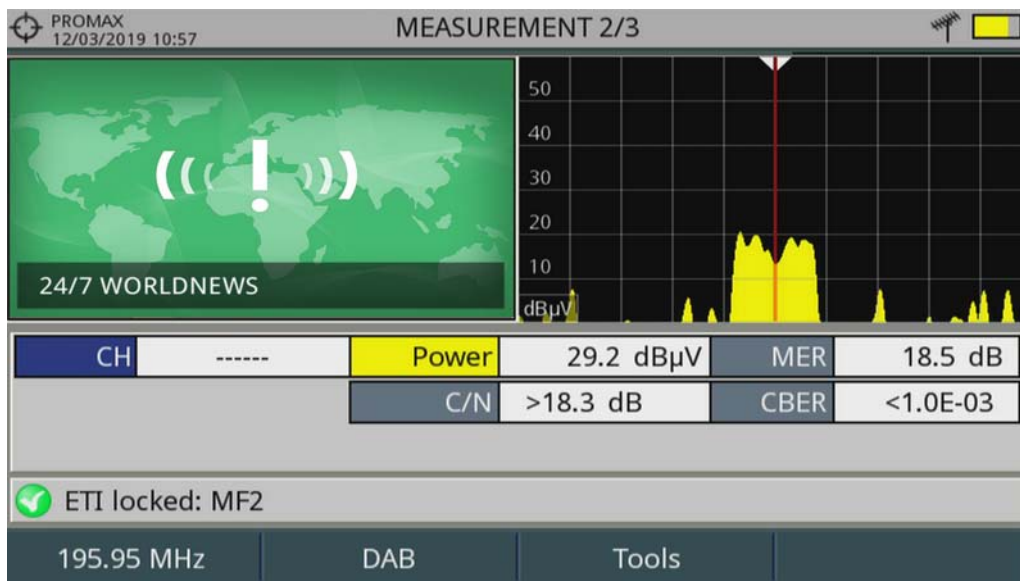 PROMAX
12/03/2019 10:57
MEASUREMENT 2/3
50
40
30
20
10
dBμV
24/7 WORLDNEWS
CH ------ Power 29.2 dBμV MER 18.5 dB
C/N >18.3 dB CBER <1.0E-03
ETI locked: MF2
195.95 MHz DAB Tools